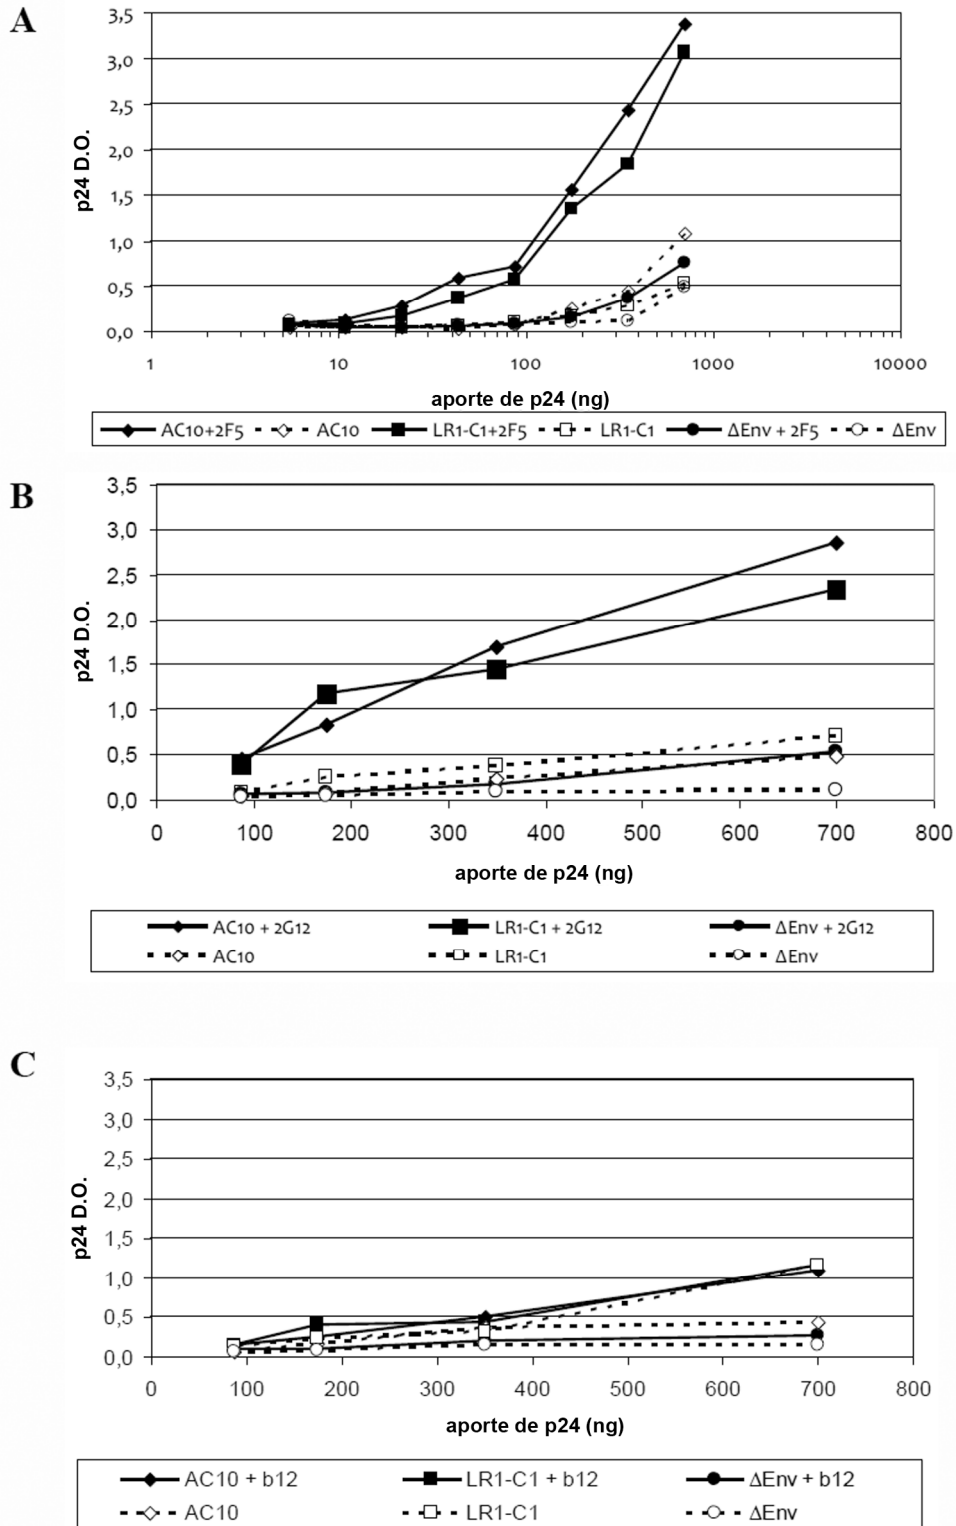 A
3,5
3,0
2,5
2,0
1,5
1,0
0,5
0,0
p24 D.O.
1 10 100 1000 10000
aporte de p24 (ng)
AC10+2F5 AC10 LR1-C1+2F5 LR1-C1 ΔEnv + 2F5 ΔEnv
B
3,5
3,0
2,5
2,0
1,5
1,0
0,5
0,0
p24 D.O.
0 100 200 300 400 500 600 700 800
aporte de p24 (ng)
AC10 + 2G12 LR1-C1 + 2G12 ΔEnv + 2G12
AC10 LR1-C1 ΔEnv
C
3,5
3,0
2,5
2,0
1,5
1,0
0,5
0,0
p24 D.O.
0 100 200 300 400 500 600 700 800
aporte de p24 (ng)
AC10 + b12 LR1-C1 + b12 ΔEnv + b12
AC10 LR1-C1 ΔEnv